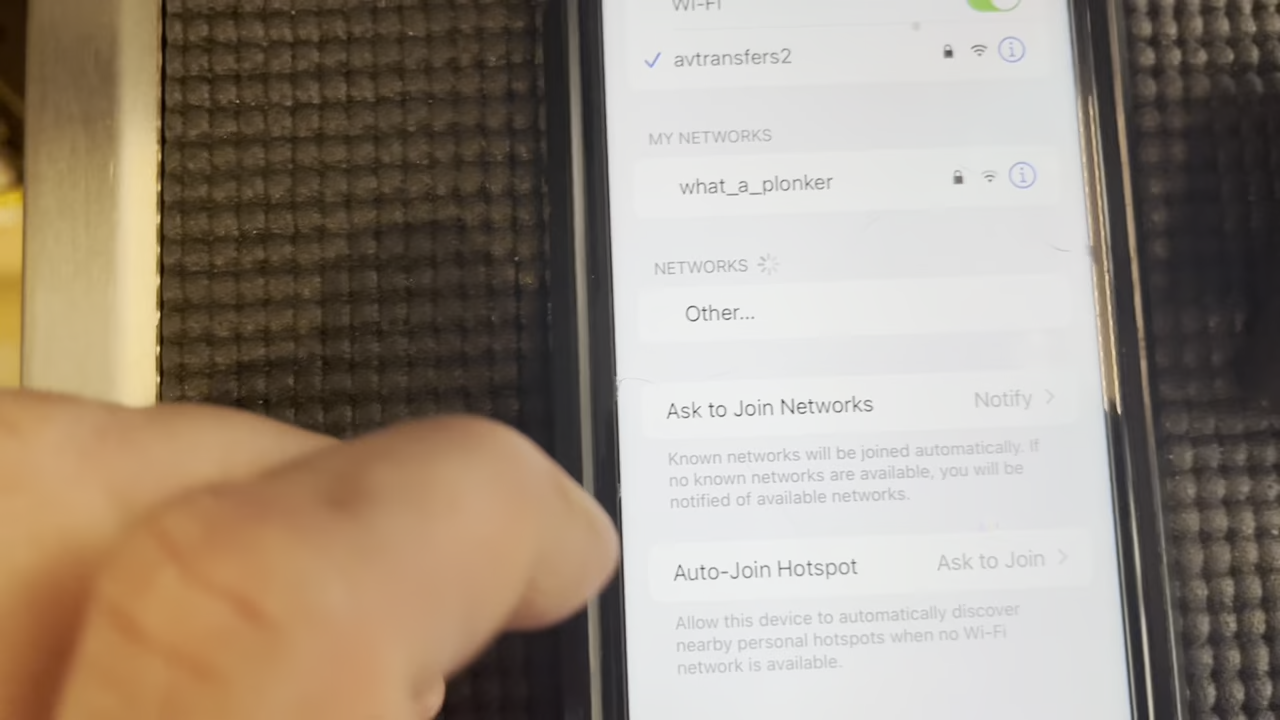 Wi-Fi
avtransfers2
MY NETWORKS
what_a_plonker
NETWORKS
Other...
Ask to Join Networks Notify
Known networks will be joined automatically. If
no known networks are available, you will be
notified of available networks.
Auto-Join Hotspot Ask to Join
Allow this device to automatically discover
nearby personal hotspots when no Wi-Fi
network is available.